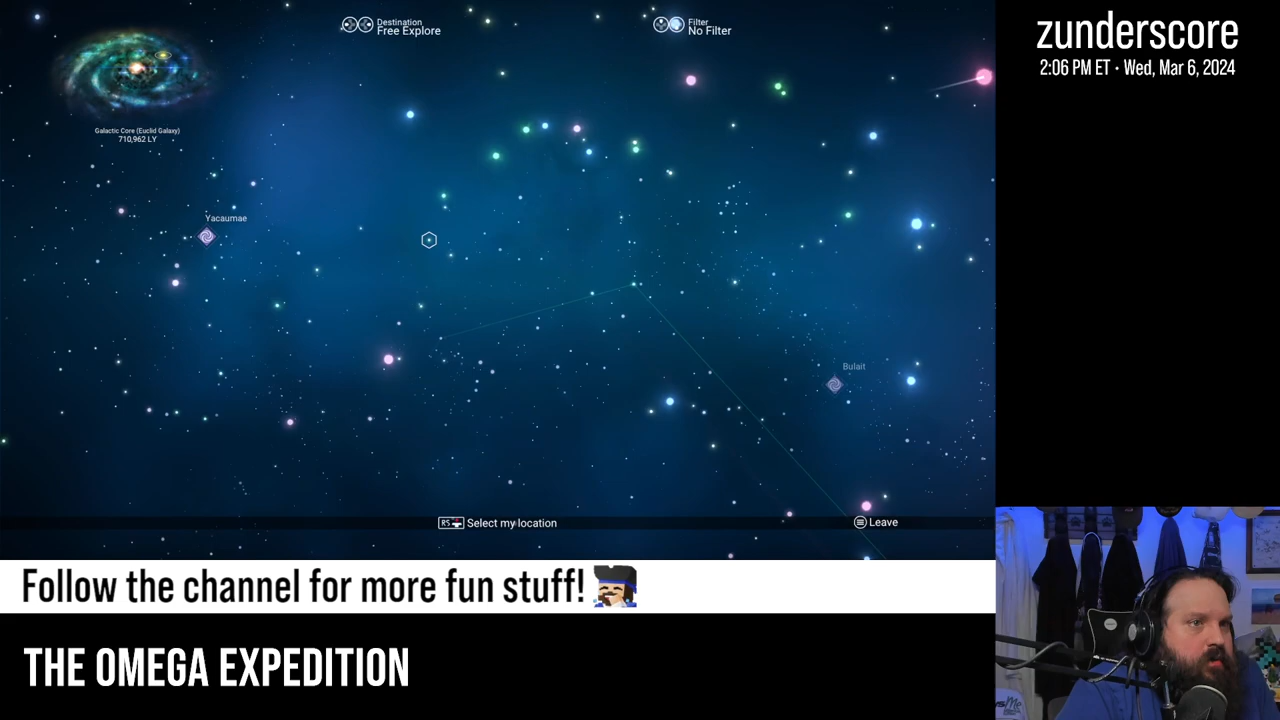 Destination
Free Explore
Filter
No Filter
zunderscore
2:06 PM ET • Wed, Mar 6, 2024
Galactic Core (Euclid Galaxy)
710,962 LY
Yacaumae
Bulait
RS Select my location
Leave
Follow the channel for more fun stuff!
THE OMEGA EXPEDITION